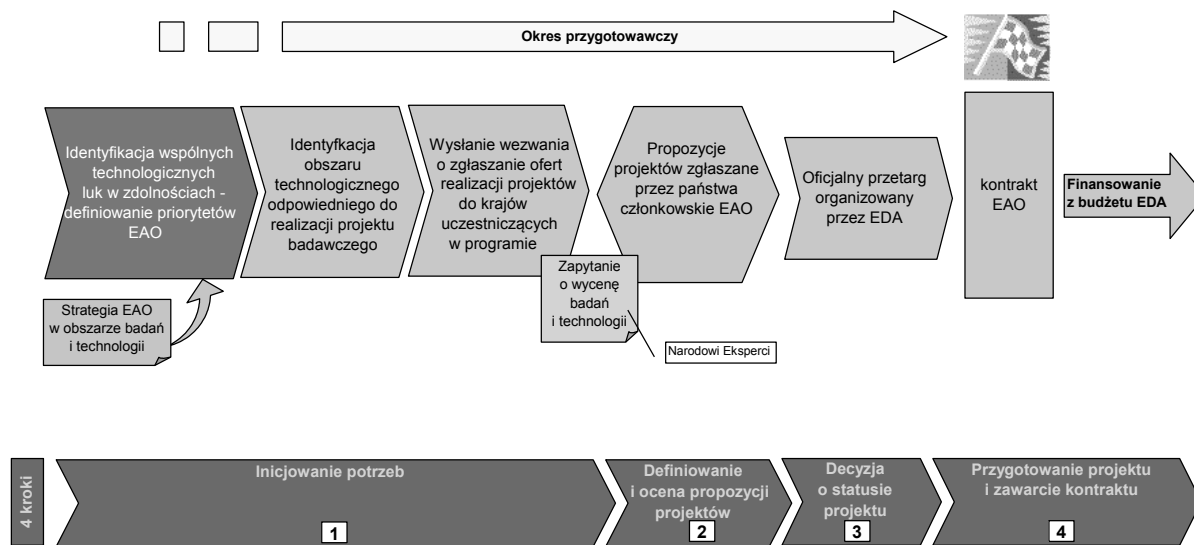 Okres przygotowawczy
Identyfikacja wspólnych
technologicznych
luk w zdolnościach -
definiowanie priorytetów
EAO
Identyfkacja
obszaru
technologicznego
odpowiedniego do
realizacji projektu
badawczego
Wysłanie wezwania
o zgłaszanie ofert
realizacji projektów
do krajów
uczestniczących
w programie
Propozycje
projektów zgłaszane
przez państwa
członkowskie EAO
Oficjalny przetarg
organizowany
przez EDA
kontrakt
EAO
Finansowanie
z budżetu EDA
Strategia EAO
w obszarze badań
i technologii
Zapytanie
o wycenę
badań
i technologii
Narodowi Eksperci
4 kroki
Inicjowanie potrzeb
1
Definiowanie
i ocena propozycji
projektów
2
Decyzja
o statusie
projektu
3
Przygotowanie projektu
i zawarcie kontraktu
4